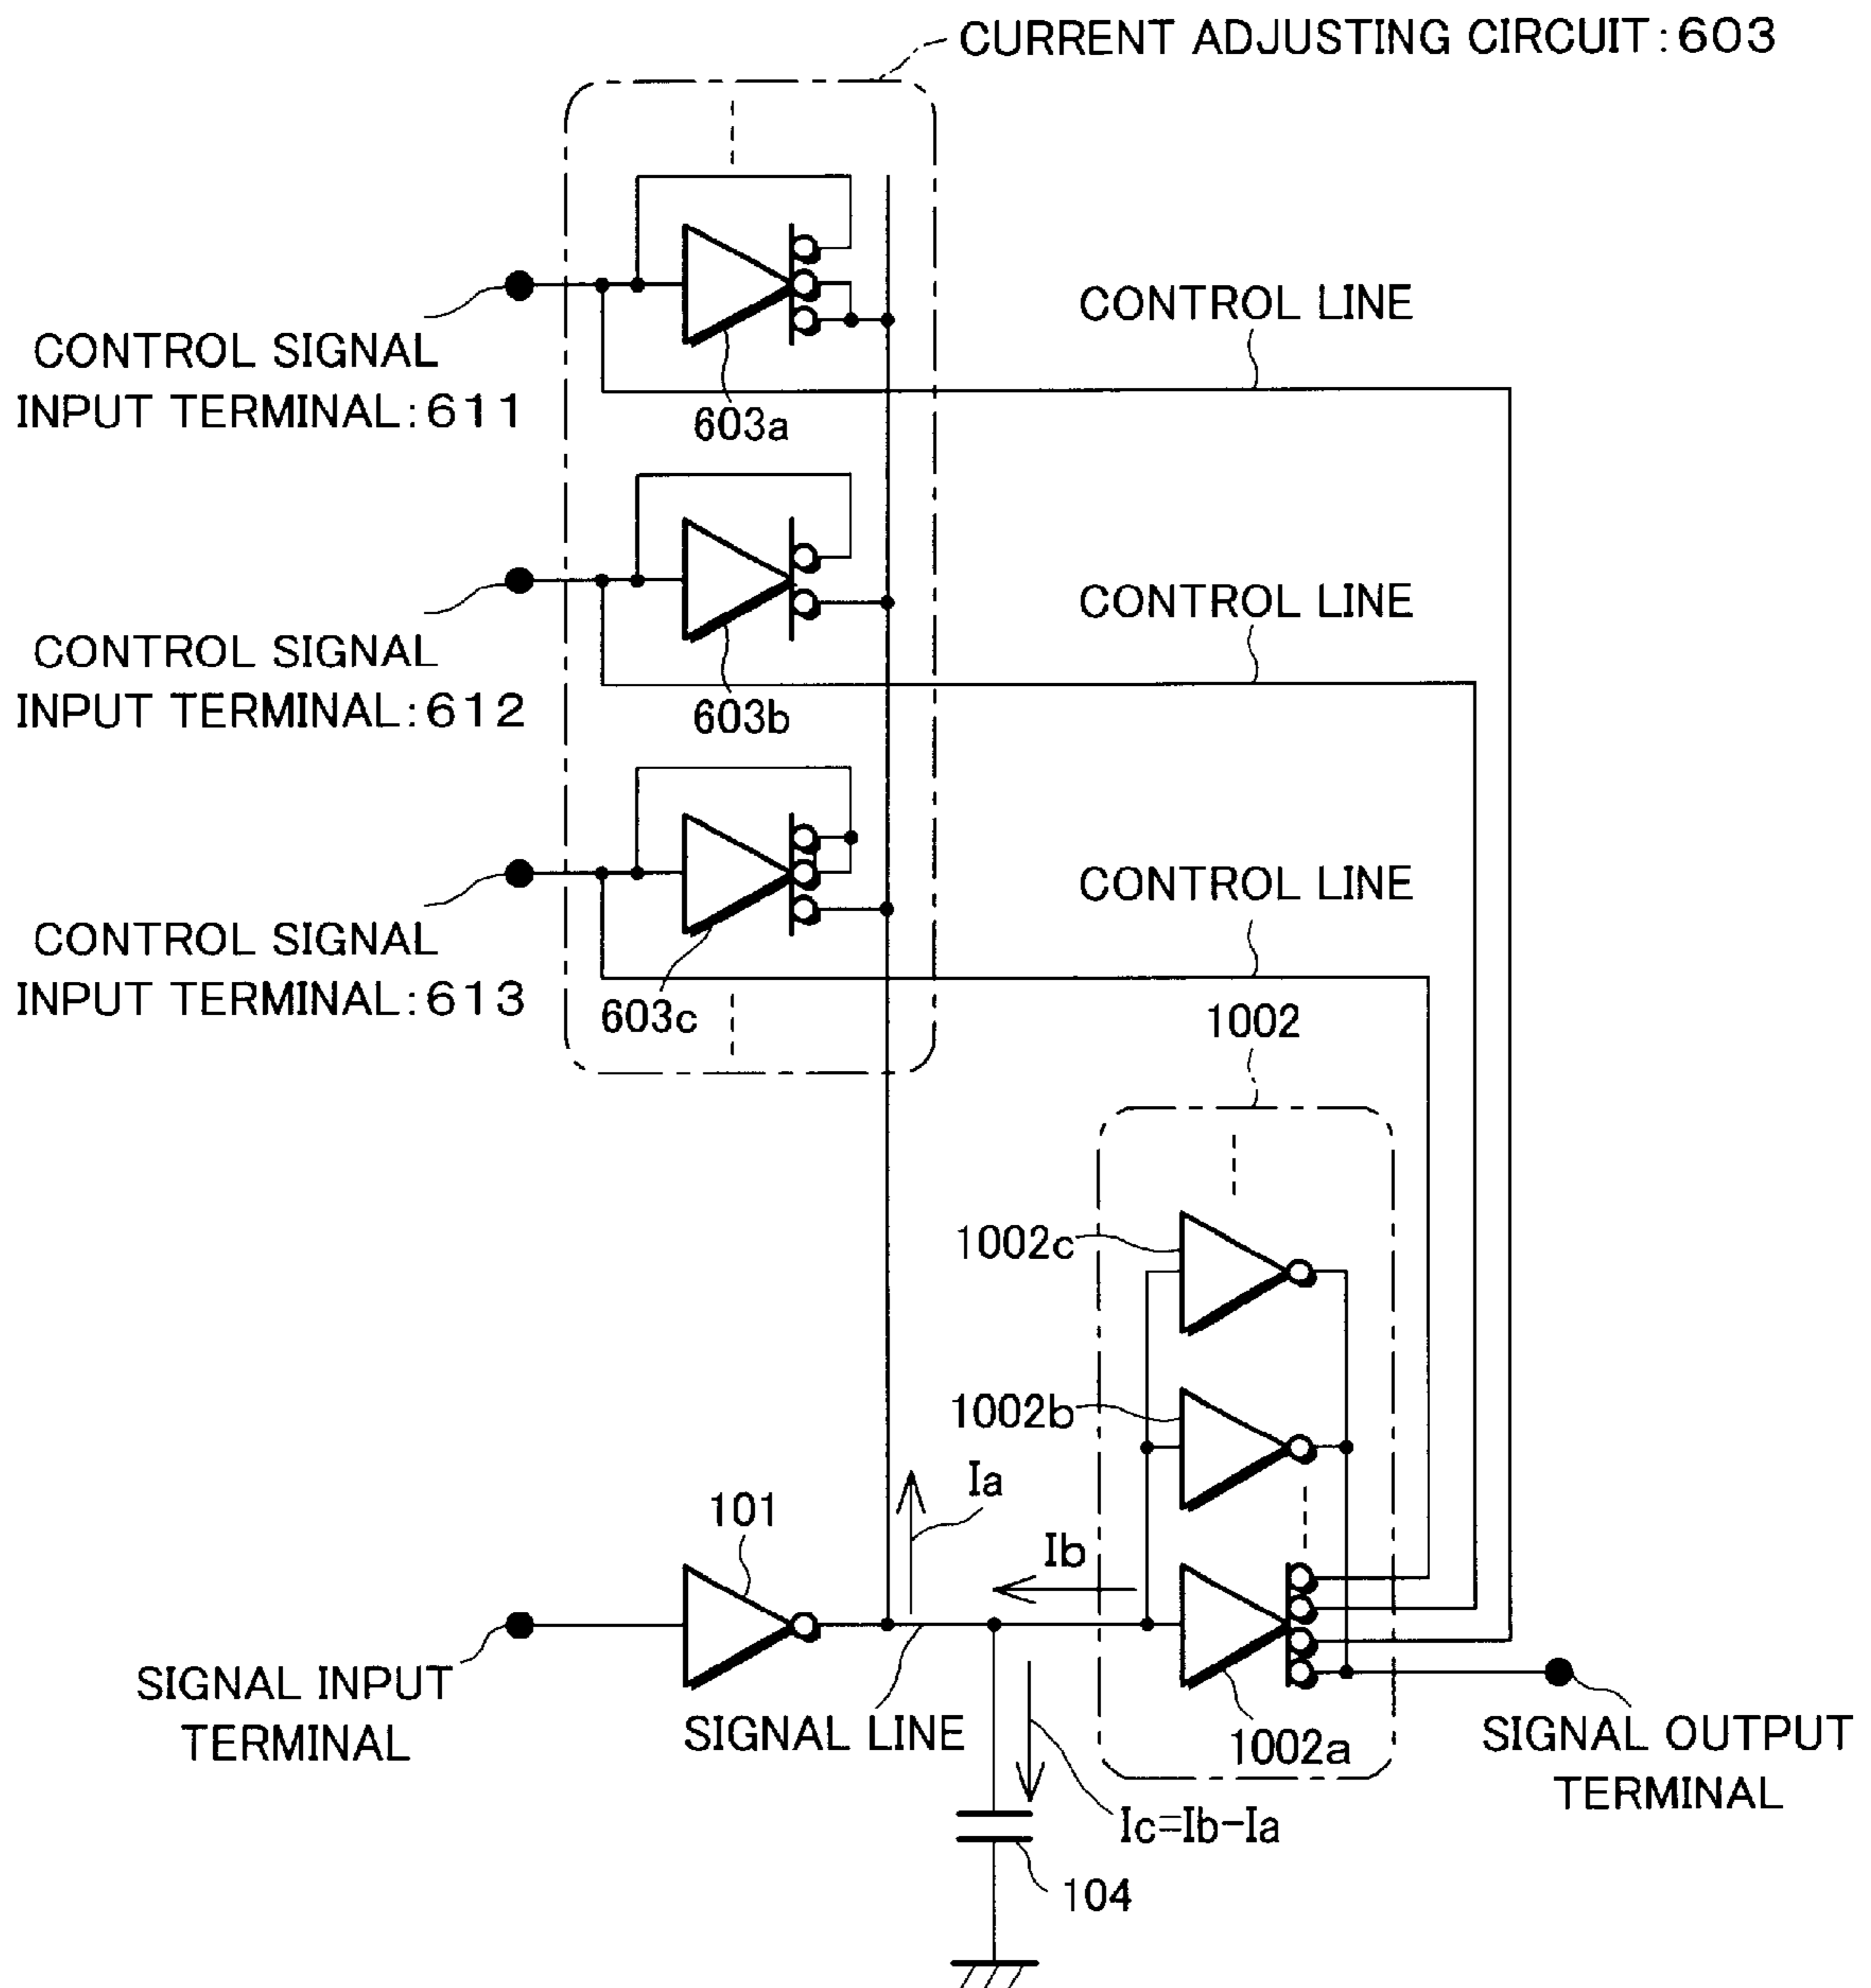 CURRENT ADJUSTING CIRCUIT:603
CONTROL SIGNAL
INPUT TERMINAL:611
603a
CONTROL LINE
CONTROL SIGNAL
INPUT TERMINAL:612
603b
CONTROL LINE
CONTROL SIGNAL
INPUT TERMINAL:613
603c
CONTROL LINE
1002
1002c
1002b
101
Ia
Ib
SIGNAL INPUT
TERMINAL
SIGNAL LINE
1002a
SIGNAL OUTPUT
TERMINAL
Ic=Ib-Ia
104